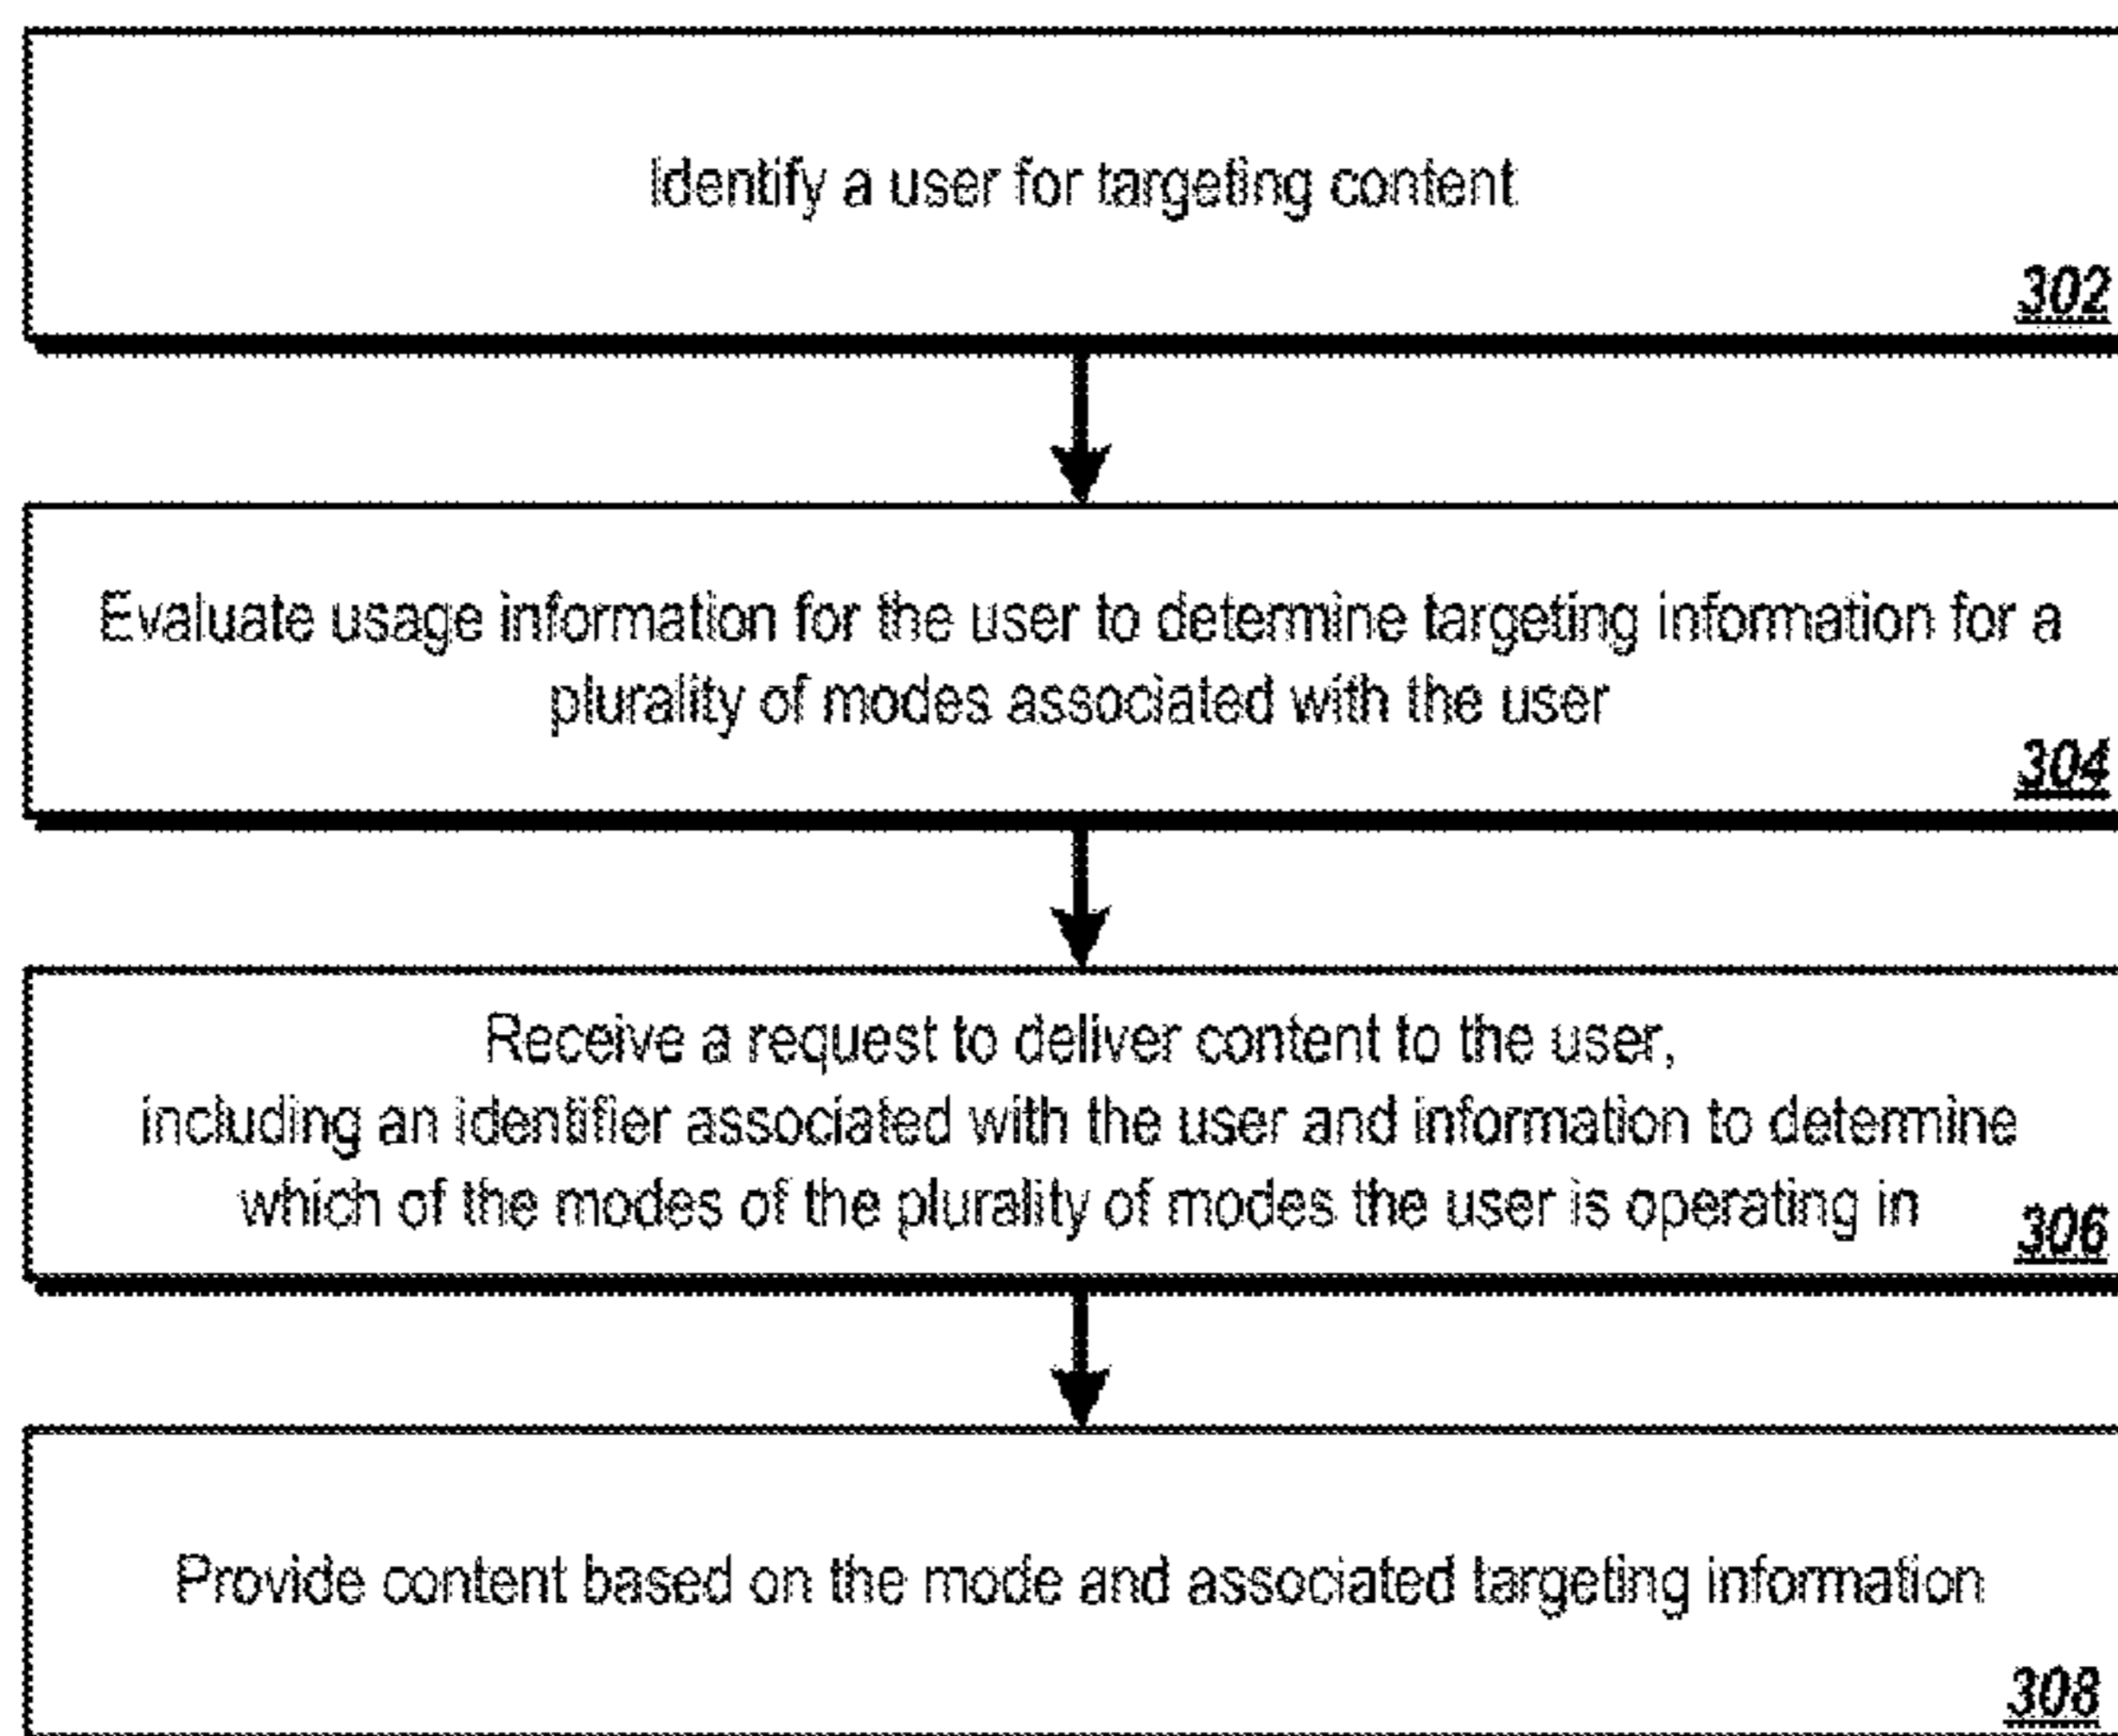 Identify a user for targeting content
302
Evaluate usage information for the user to determine targeting information for a
plurality of modes associated with the user
304
Receive a request to deliver content to the user,
including an identifier associated with the user and information to determine
which of the modes of the plurality of modes the user is operating in
306
Provide content based on the mode and associated targeting information
308